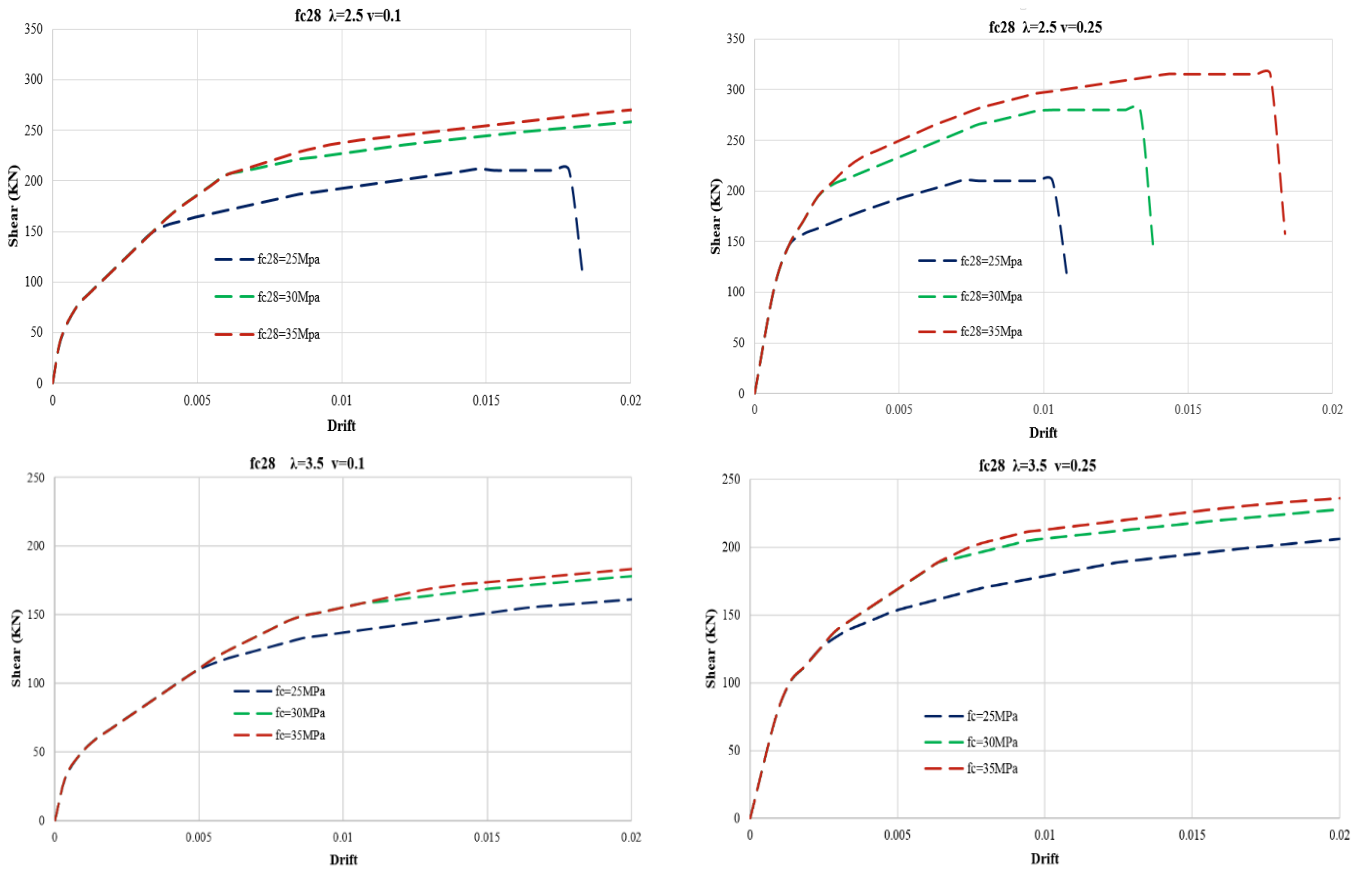 fc28 λ=2.5 v=0.1
350
300
250
200
150
100
50
0
Shear (KN)
fc28=25Mpa
fc28=30Mpa
fc28=35Mpa
0 0.005 0.01 0.015 0.02
Drift
fc28 λ=2.5 v=0.25
350
300
250
200
150
100
50
0
Shear (KN)
fc28=25Mpa
fc28=30Mpa
fc28=35Mpa
0 0.005 0.01 0.015 0.02
Drift
fc28 λ=3.5 v=0.1
250
200
150
100
50
0
Shear (KN)
fc=25MPa
fc=30MPa
fc=35MPa
0 0.005 0.01 0.015 0.02
Drift
fc28 λ=3.5 v=0.25
250
200
150
100
50
0
Shear (KN)
fc=25MPa
fc=30MPa
fc=35MPa
0 0.005 0.01 0.015 0.02
Drift